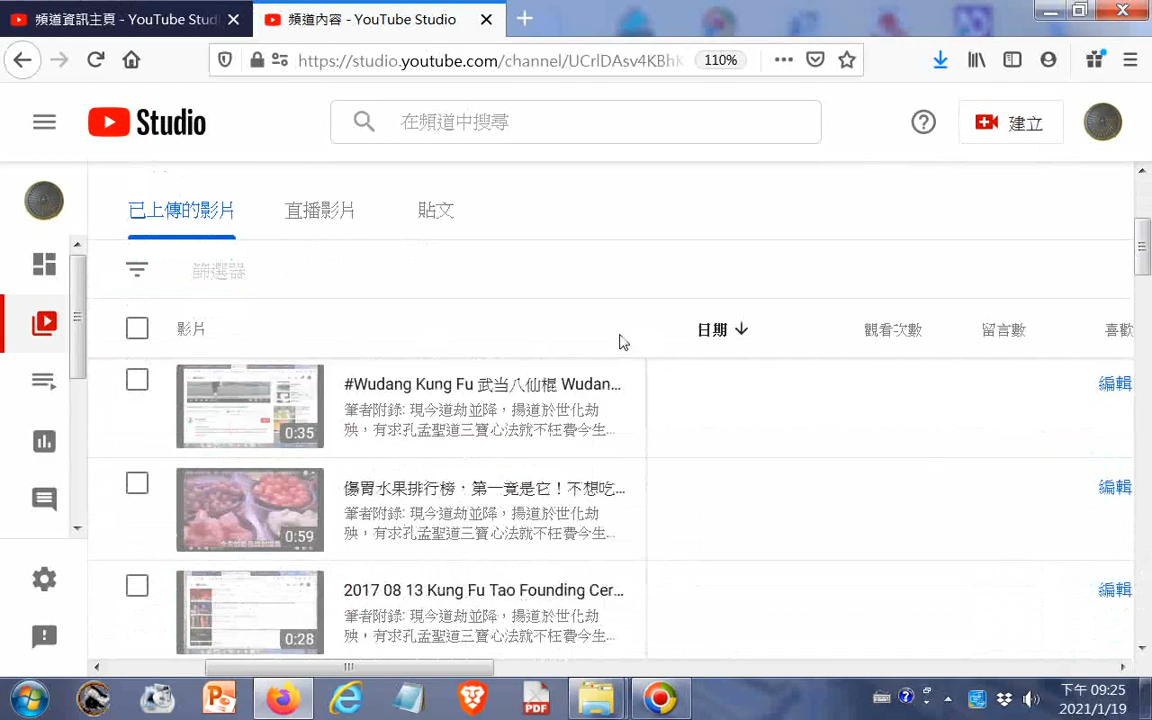 頻道資訊主頁 - YouTube Stud
頻道內容 - YouTube Studio
https://studio.youtube.com/channel/UCrlDAsv4KBhK
110%
Studio
在頻道中搜尋
建立
已上傳的影片
直播影片
貼文
篩選器
影片
日期
觀看次數
留言數
喜歡
#Wudang Kung Fu 武当八仙棍 Wudan...
筆者附錄: 現今道劫並降，揚道於世化劫
殃，有求孔孟聖道三寶心法就不枉費今生...
0:35
編輯
傷胃水果排行榜，第一竟是它！不想吃...
筆者附錄: 現今道劫並降，揚道於世化劫
殃，有求孔孟聖道三寶心法就不枉費今生...
0:59
編輯
2017 08 13 Kung Fu Tao Founding Cer...
筆者附錄: 現今道劫並降，揚道於世化劫
殃，有求孔孟聖道三寶心法就不枉費今生...
0:28
編輯
PDF
下午 09:25
2021/1/19